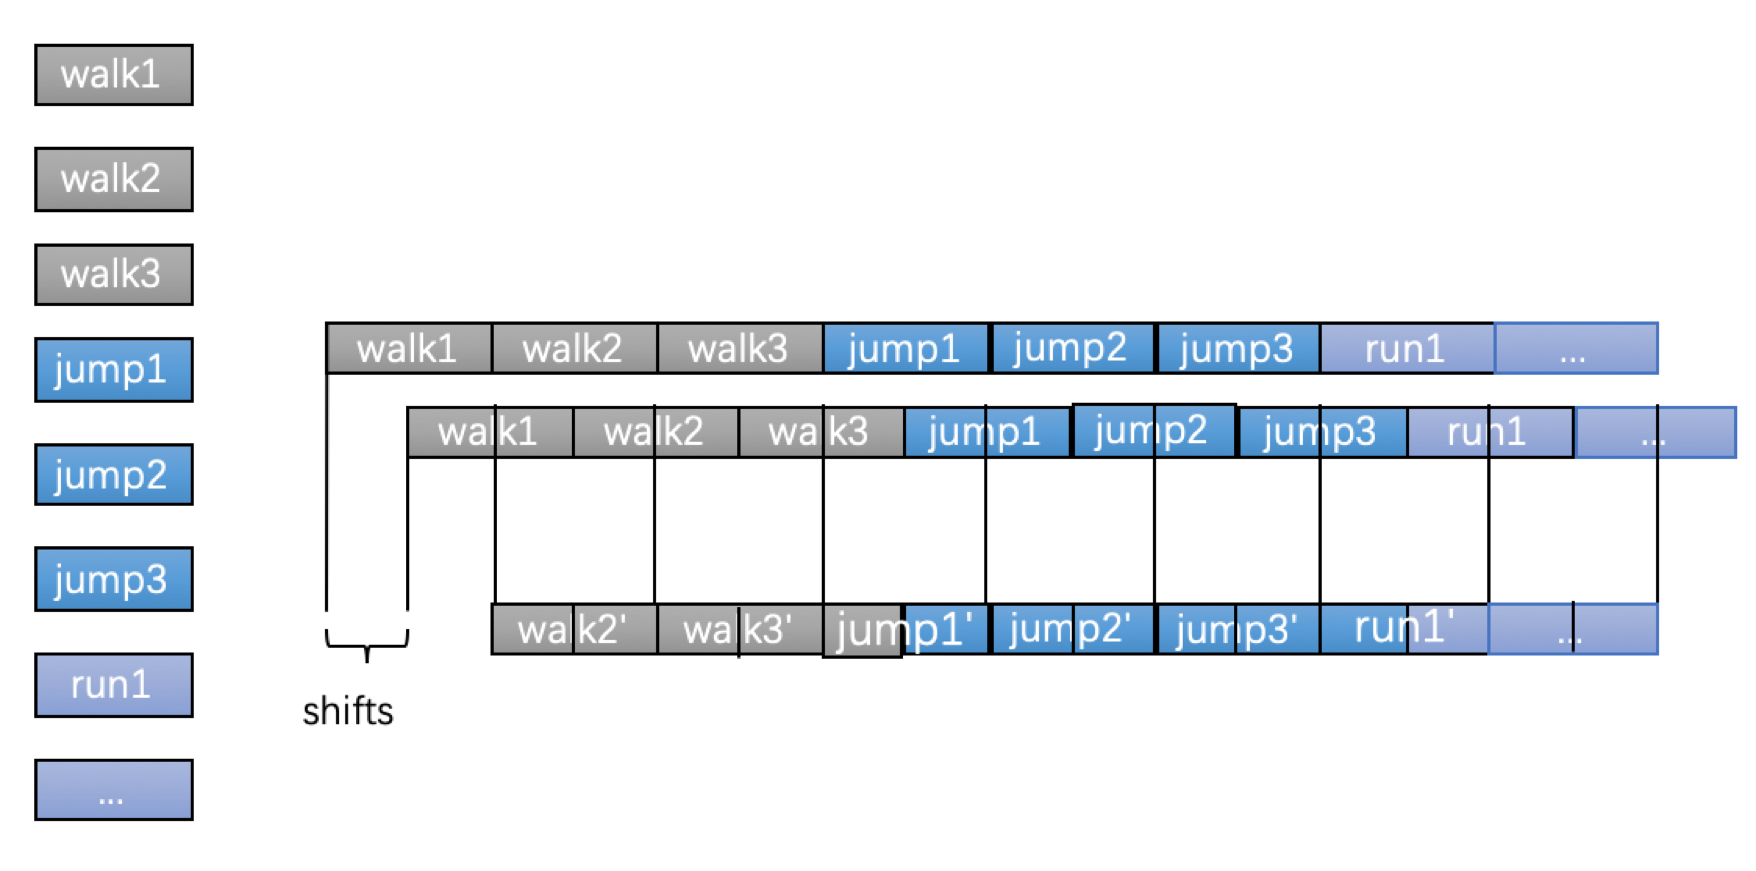 walk1
walk2
walk3
jump1
jump2
jump3
run1
...
walk1 walk2 walk3 jump1 jump2 jump3 run1 ...
walk1 walk2 walk3 jump1 jump2 jump3 run1 ...
walk2' walk3' jump1' jump2' jump3' run1' ...
shifts